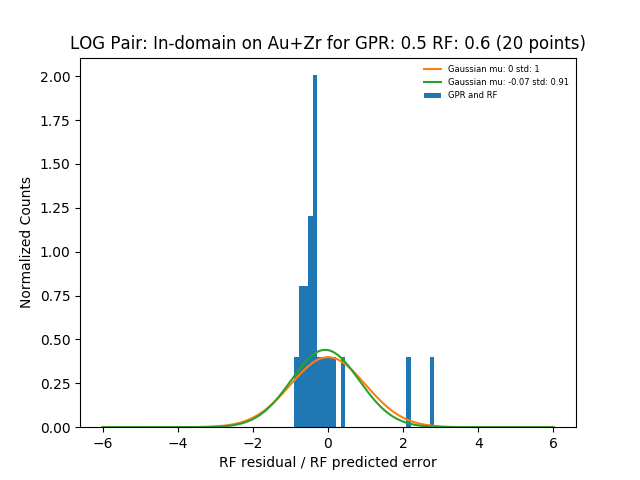 LOG Pair: In-domain on Au+Zr for GPR: 0.5 RF: 0.6 (20 points)
Gaussian mu: 0 std: 1
Gaussian mu: -0.07 std: 0.91
GPR and RF
Normalized Counts
2.00
1.75
1.50
1.25
1.00
0.75
0.50
0.25
0.00
−6
−4
−2
0
2
4
6
RF residual / RF predicted error